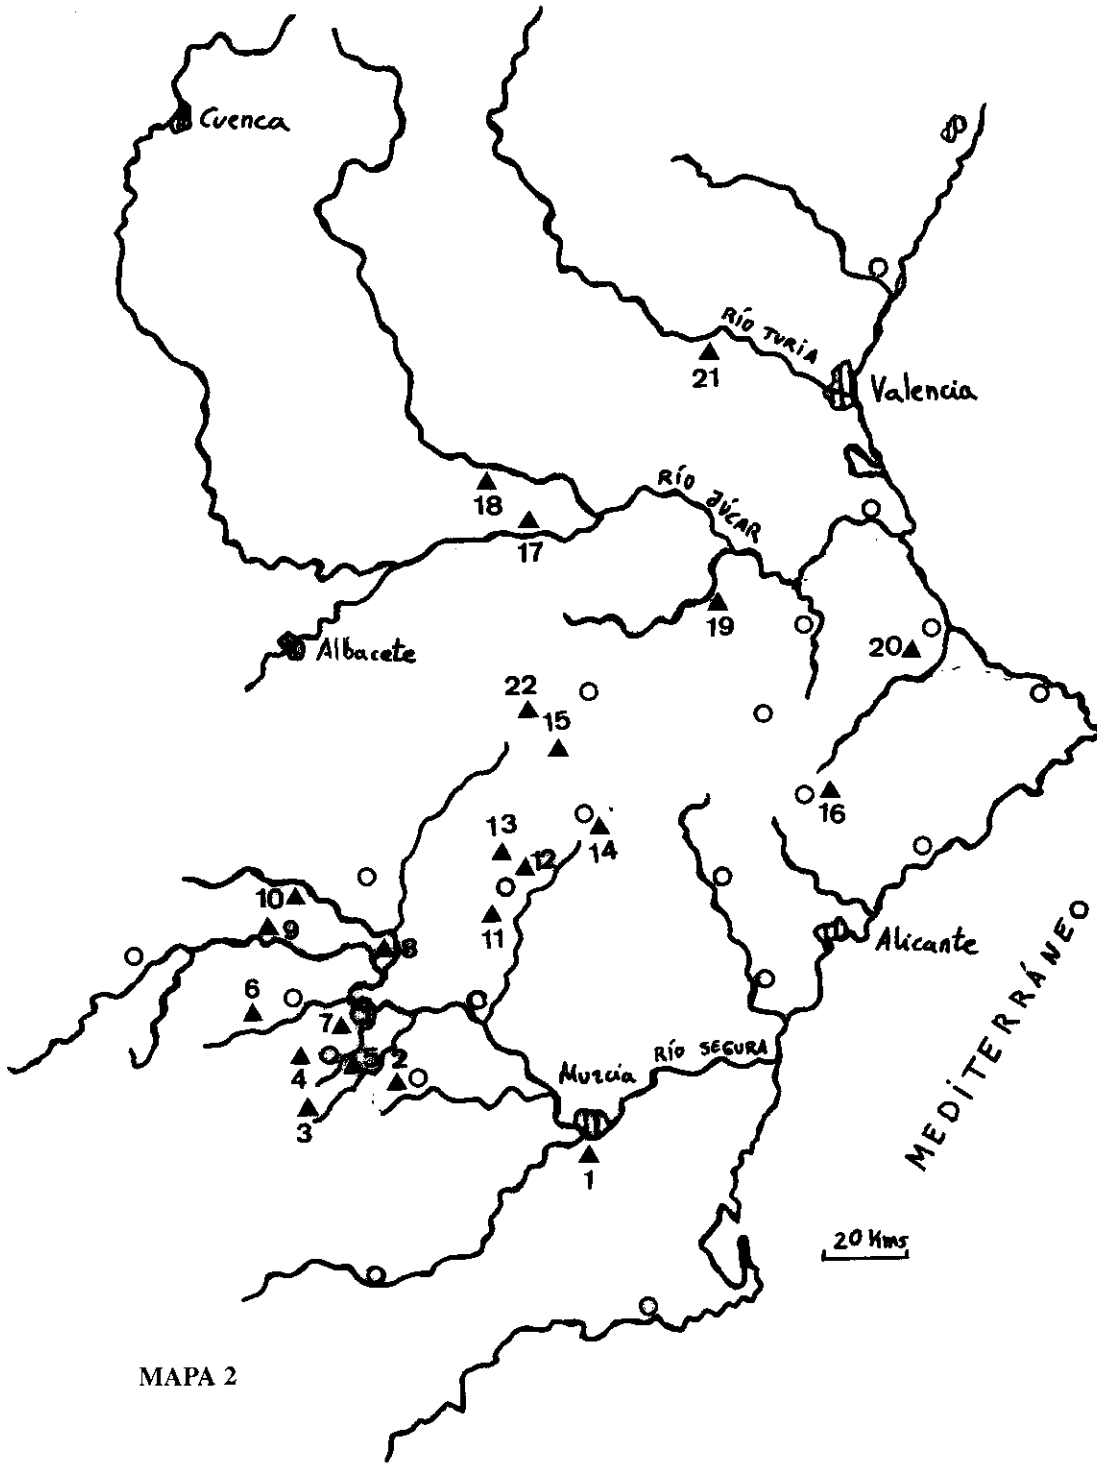 Cuenca
RÍO TURIA
21
Valencia
18
RÍO JÚCAR
17
19
Albacete
20
22
15
16
13
12
14
10
11
9
8
Alicante
6
7
MEDITERRÁNEO
5
2
4
RÍO SEGURA
Murcia
3
1
20 Kms
MAPA 2